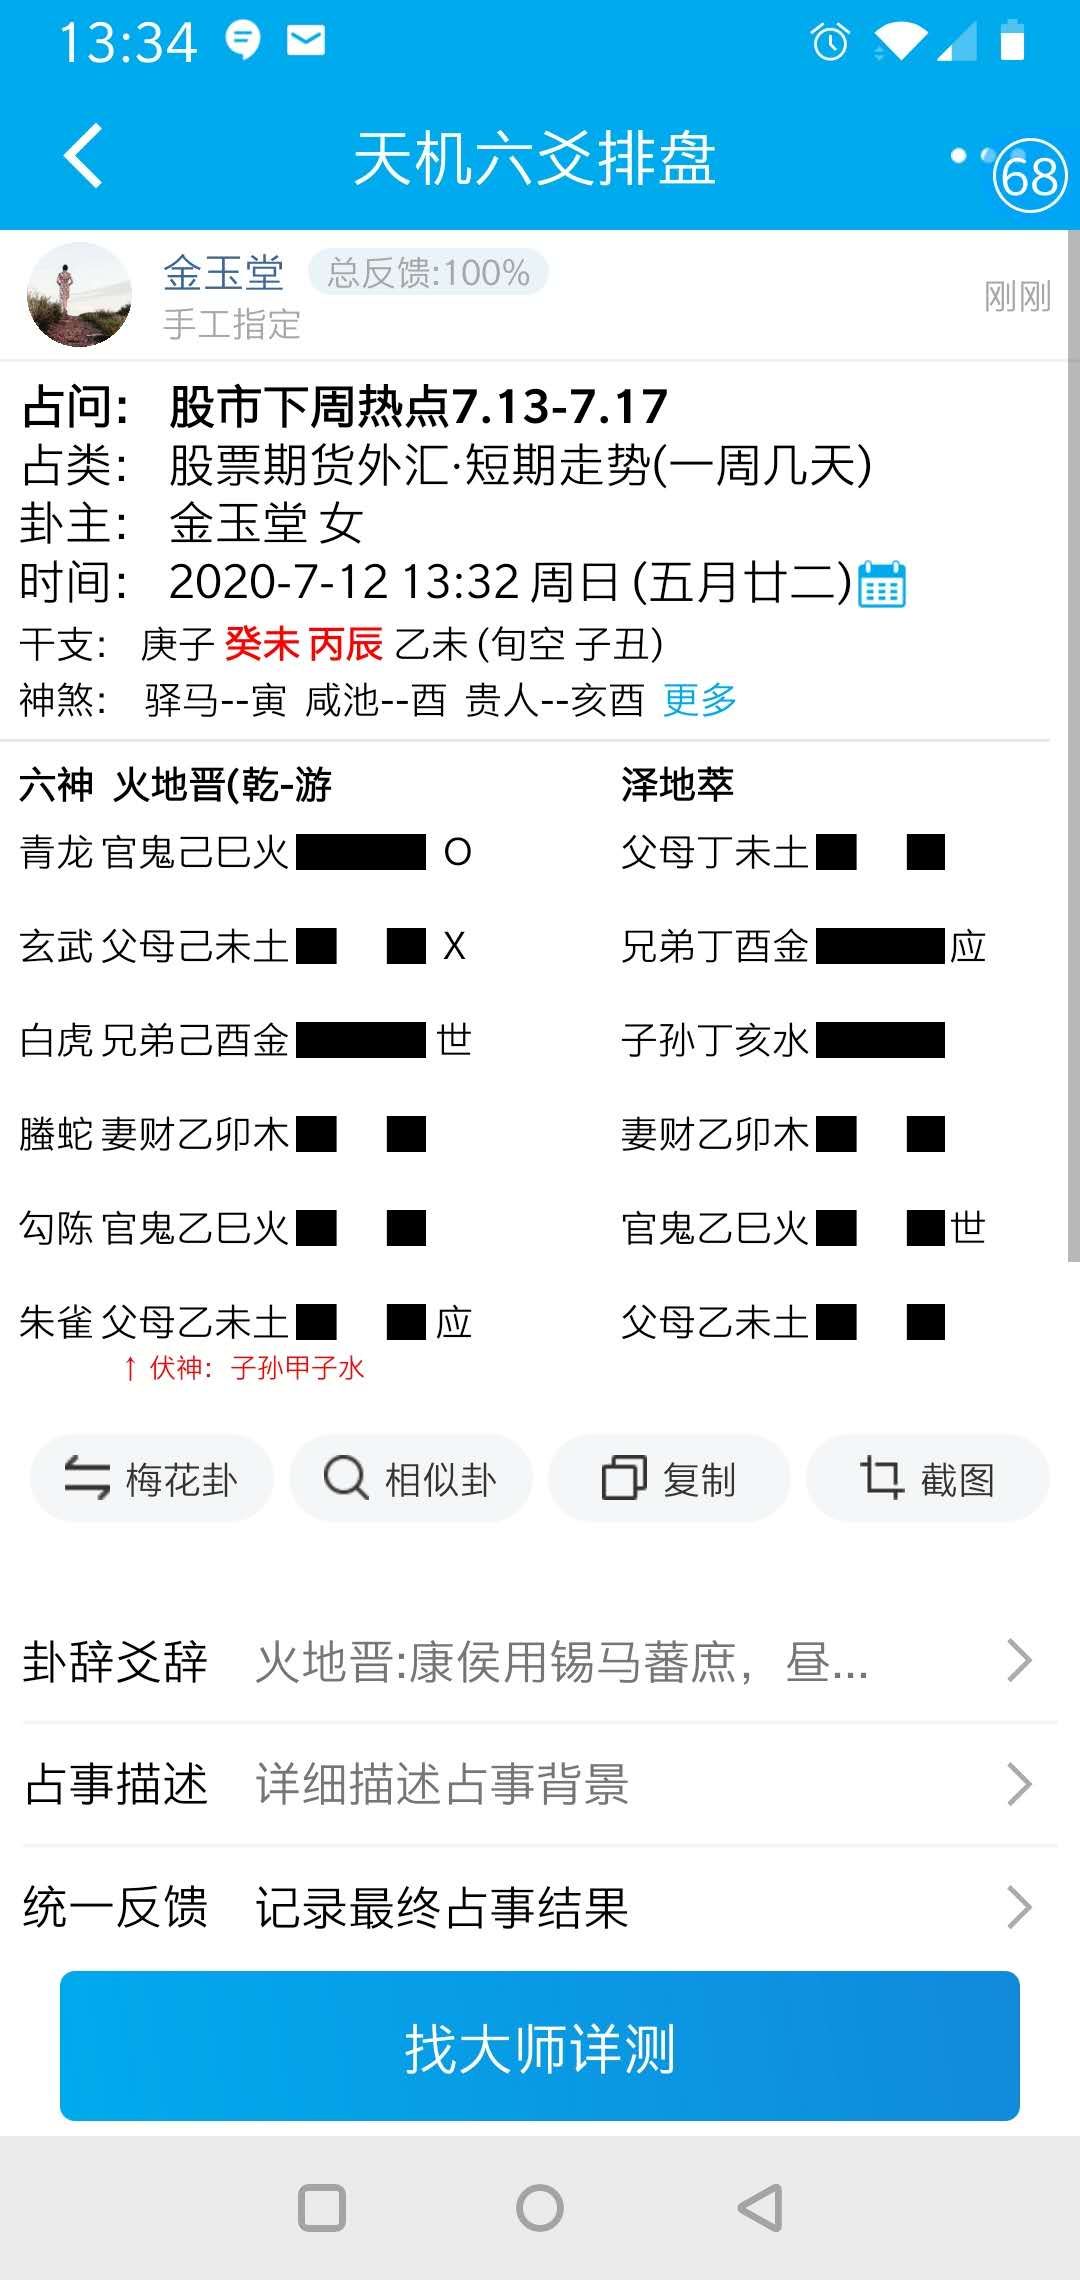 13:34
天机六爻排盘
68
金玉堂 总反馈:100%
手工指定
刚刚
占问: 股市下周热点7.13-7.17
占类: 股票期货外汇·短期走势(一周几天)
卦主: 金玉堂 女
时间: 2020-7-12 13:32 周日 (五月廿二)
干支: 庚子 癸未 丙辰 乙未 (旬空 子丑)
神煞: 驿马--寅 咸池--酉 贵人--亥酉 更多
六神 火地晋(乾-游 泽地萃
青龙 官鬼己巳火 O 父母丁未土
玄武 父母己未土 X 兄弟丁酉金 应
白虎 兄弟己酉金 世 子孙丁亥水
螣蛇 妻财乙卯木 妻财乙卯木
勾陈 官鬼乙巳火 官鬼乙巳火 世
朱雀 父母乙未土 应 父母乙未土
↑ 伏神: 子孙甲子水
梅花卦 相似卦 复制 截图
卦辞爻辞 火地晋:康侯用锡马蕃庶，昼...
占事描述 详细描述占事背景
统一反馈 记录最终占事结果
找大师详测